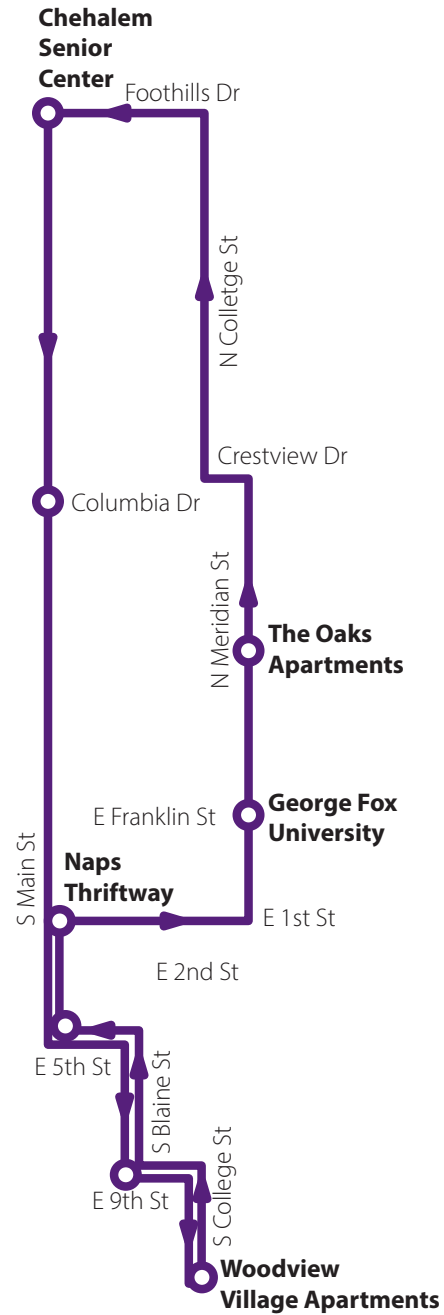 Chehalem
Senior
Center
Foothills Dr
N Colletge St
Crestview Dr
Columbia Dr
N Meridian St
The Oaks
Apartments
George Fox
University
E Franklin St
Naps
Thriftway
S Main St
E 1st St
E 2nd St
E 5th St
S Blaine St
E 9th St
S College St
Woodview
Village Apartments